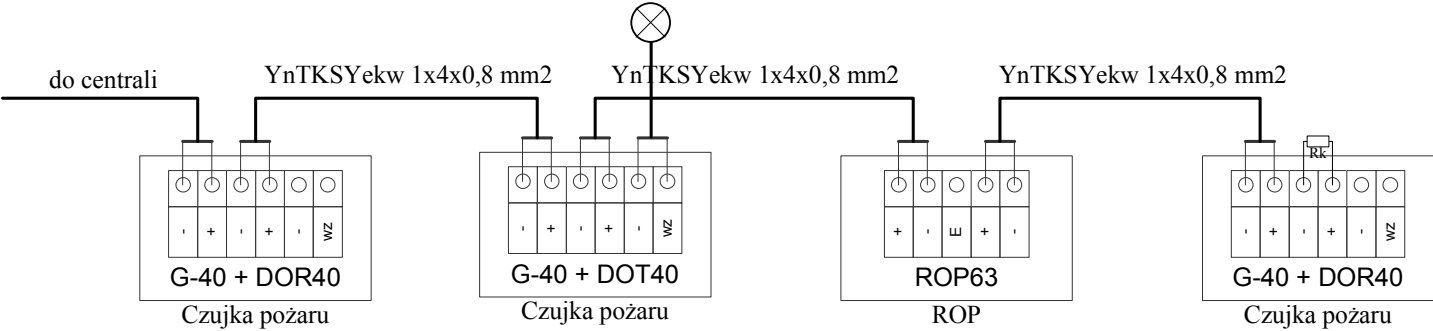 do centrali
YnTKSYekw 1x4x0,8 mm2
YnTKSYekw 1x4x0,8 mm2
YnTKSYekw 1x4x0,8 mm2
- + - + - WZ
G-40 + DOR40
Czujka pożaru
- + - + - WZ
G-40 + DOT40
Czujka pożaru
+ - E + -
ROP63
ROP
Rk
- + - + - WZ
G-40 + DOR40
Czujka pożaru